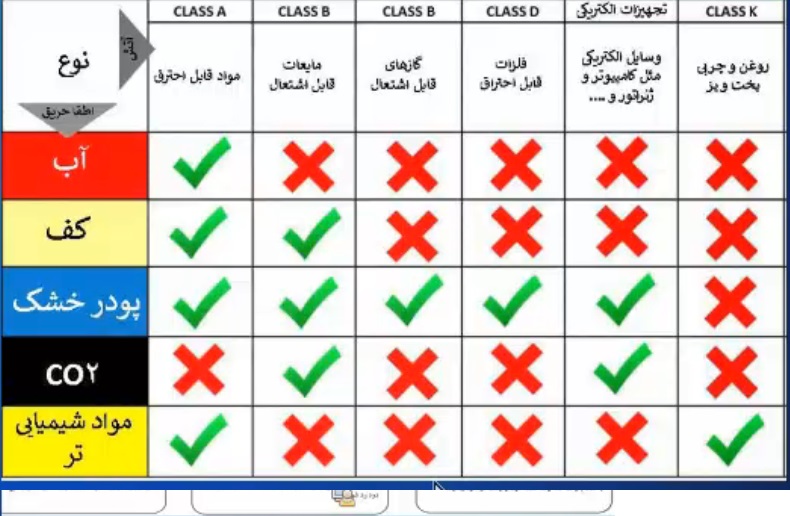 CLASS A CLASS B CLASS B CLASS D تجهیزات الکتریکی CLASS K
نوع
آتش
اطفا حریق
مواد قابل احترق
مایعات
قابل اشتعال
گازهای
قابل اشتعال
فلزات
قابل احتراق
وسایل الکتریکی
مثل کامپیوتر و
ژنراتور و ....
روغن و چربی
پخت و پز
آب
کف
پودر خشک
CO۲
مواد شیمیایی
تر